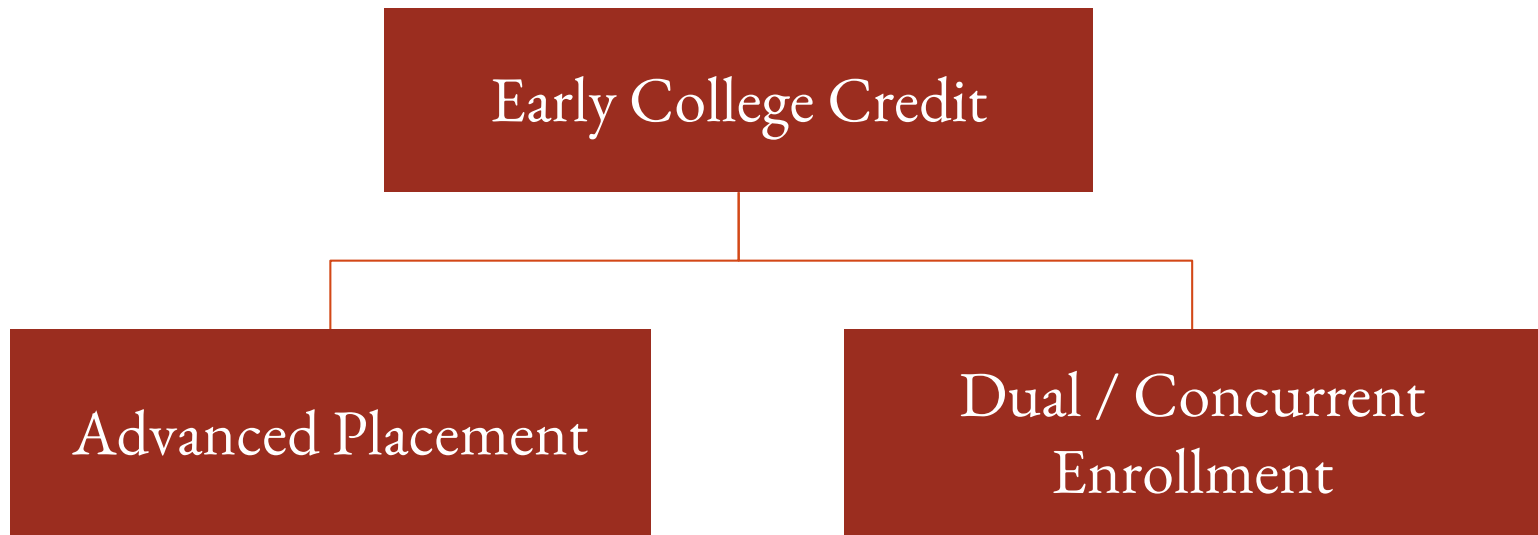 Early College Credit
Advanced Placement
Dual / Concurrent
Enrollment